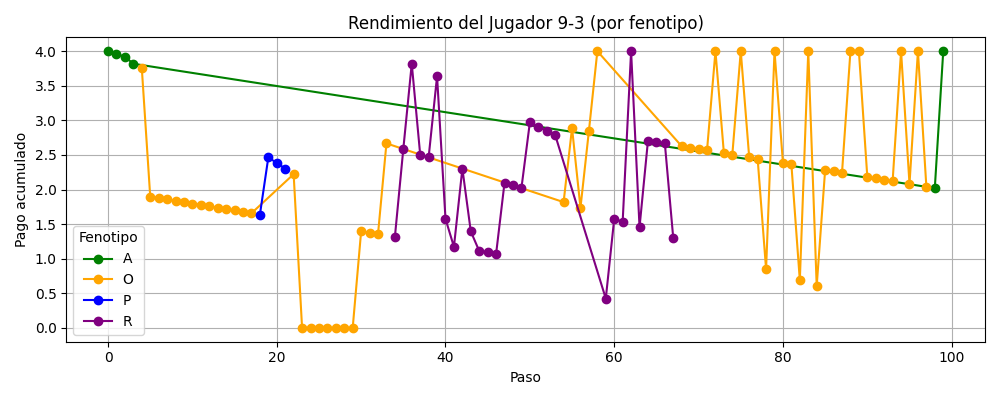 Rendimiento del Jugador 9-3 (por fenotipo)
Pago acumulado
4.0
3.5
3.0
2.5
2.0
1.5
1.0
0.5
0.0
Fenotipo
A
O
P
R
0 20 40 60 80 100
Paso